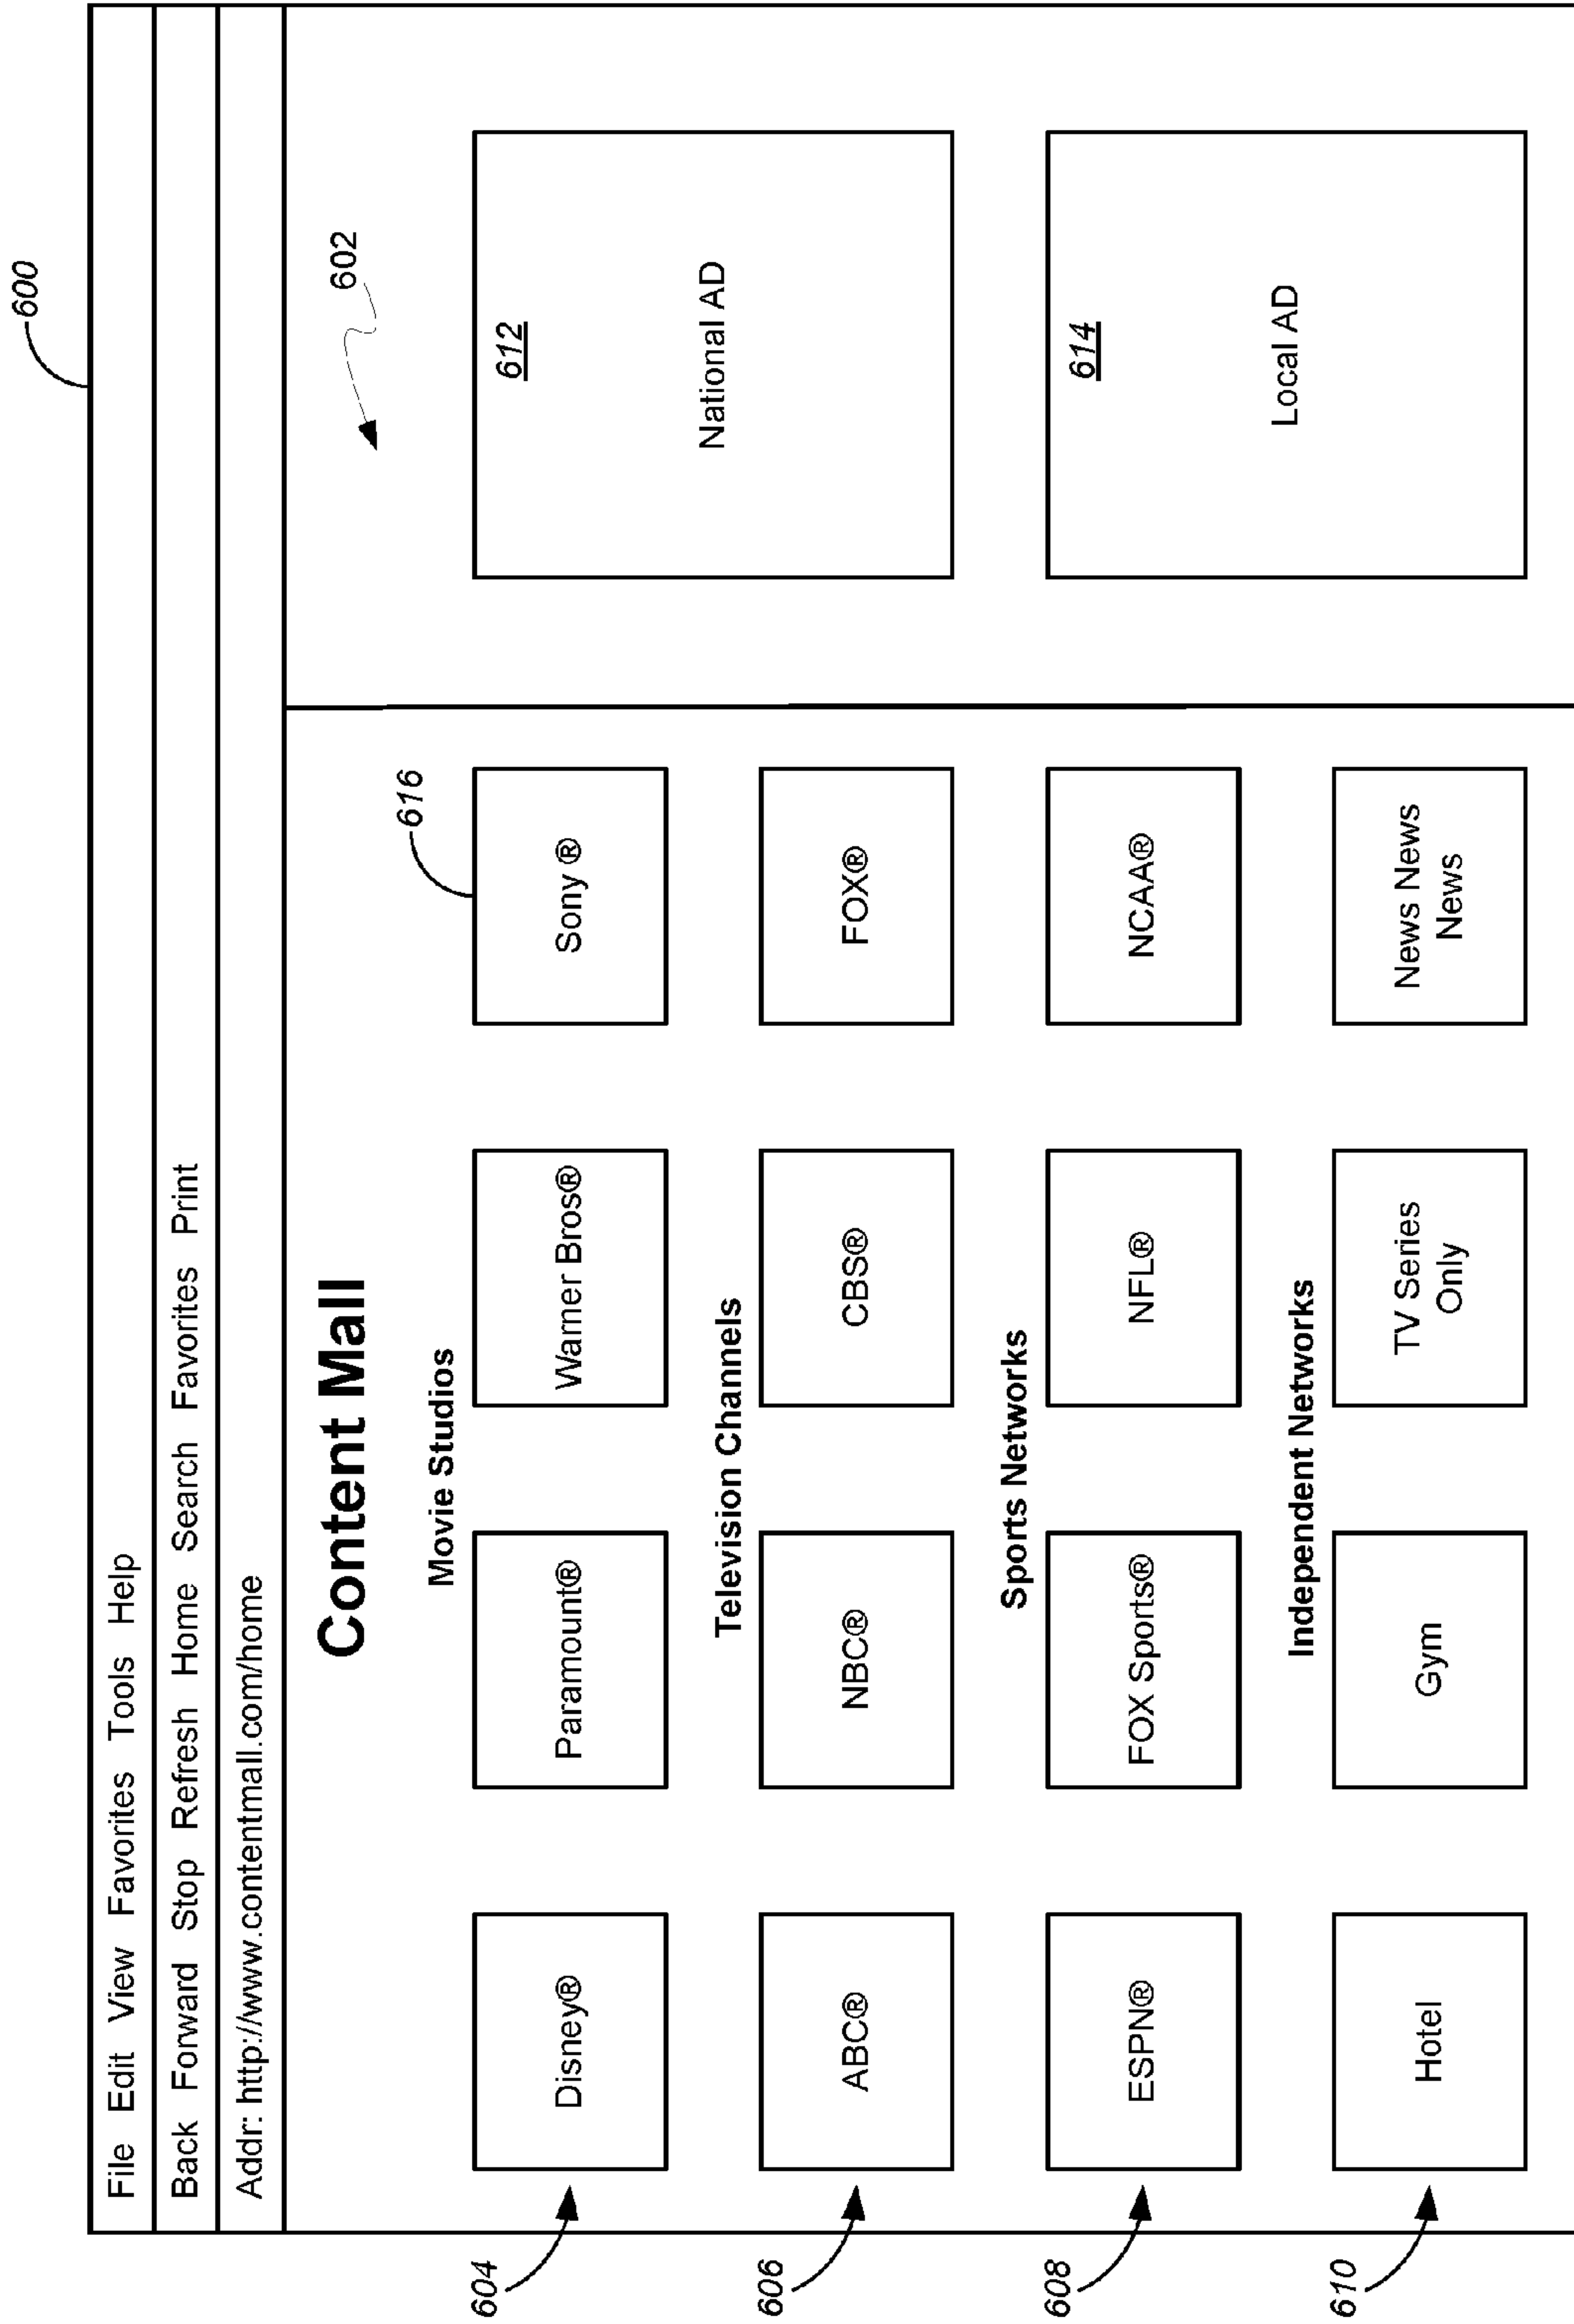 600
File Edit View Favorites Tools Help
Back Forward Stop Refresh Home Search Favorites Print
Addr: http://www.contentmall.com/home
Content Mall
602
Movie Studios
616
604
Disney®
Paramount®
Warner Bros®
Sony ®
612
National AD
Television Channels
606
ABC®
NBC®
CBS®
FOX®
Sports Networks
608
ESPN®
FOX Sports®
NFL®
NCAA®
614
Local AD
Independent Networks
610
Hotel
Gym
TV Series
Only
News News
News